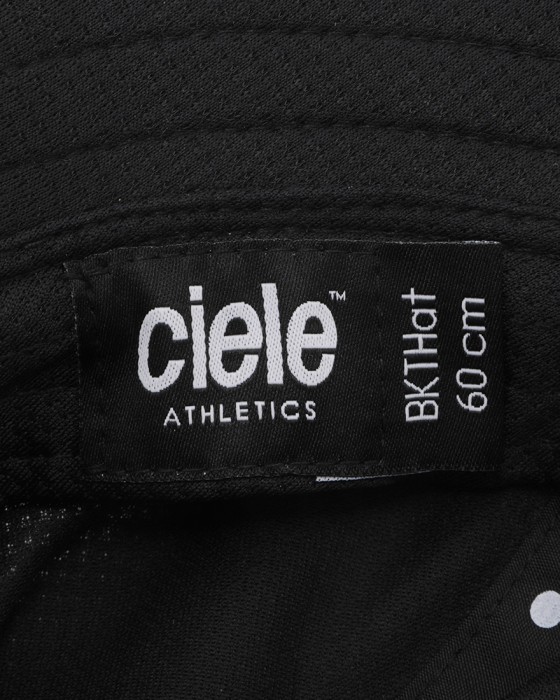 ciele™
ATHLETICS
BKTHat
60 cm